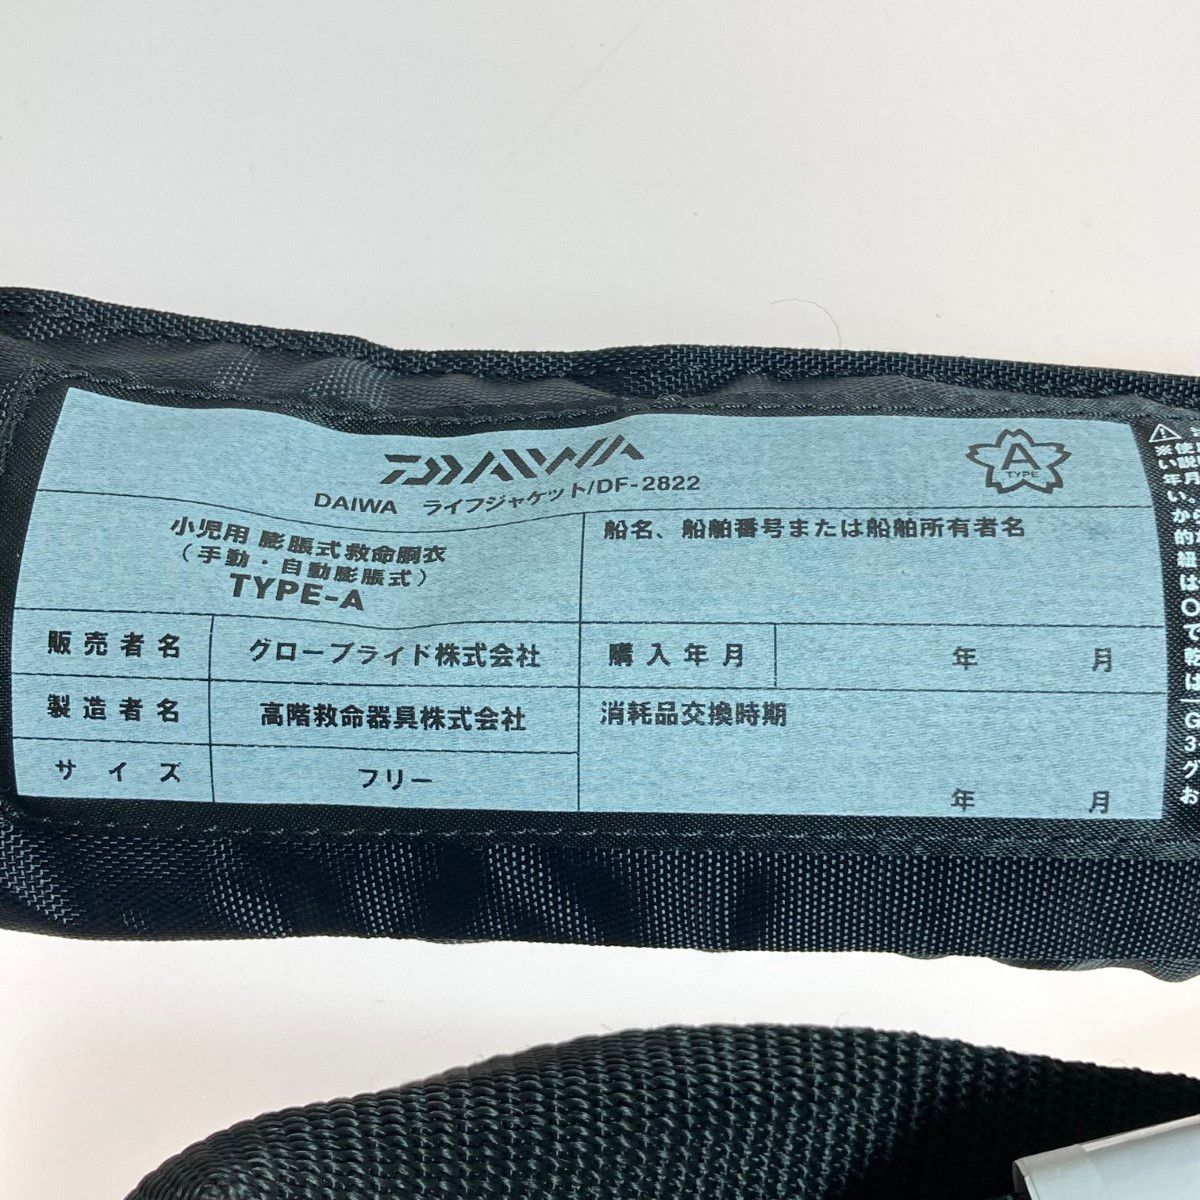 DAIWA
DAIWA ライフジャケット/DF-2822
A
TYPE
小児用 膨脹式救命胴衣
(手動・自動膨脹式)
TYPE-A
船名、船舶番号または船舶所有者名
販売者名 グローブライド株式会社
購入年月 年 月
製造者名 高階救命器具株式会社
消耗品交換時期
サイズ フリー
年 月